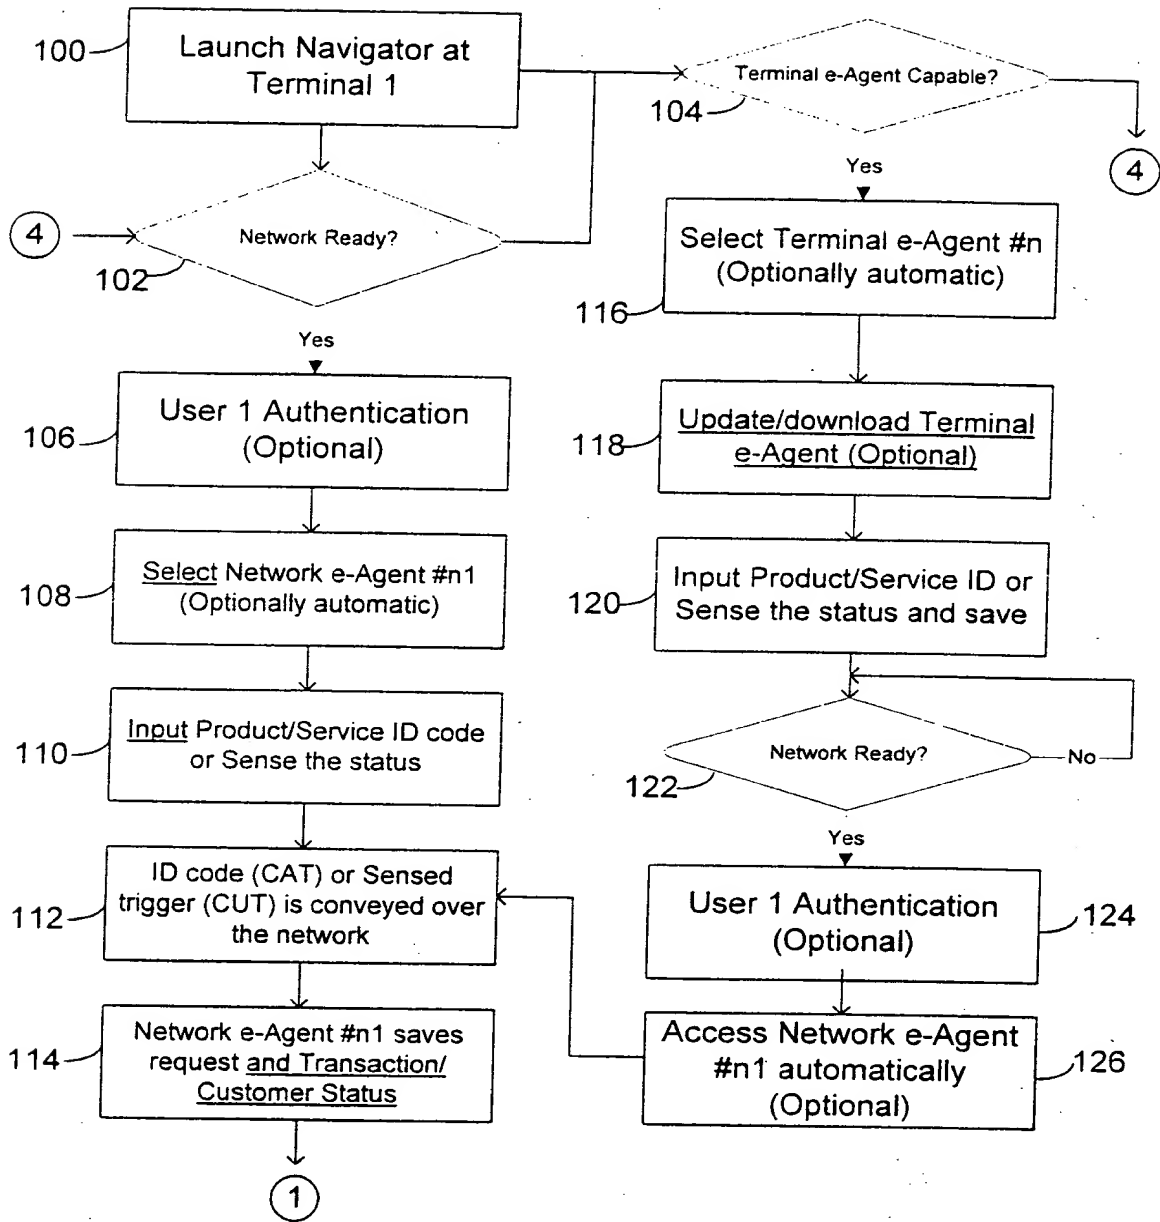 100
Launch Navigator at
Terminal 1
Terminal e-Agent Capable?
104
4
Yes
4
Network Ready?
102
Select Terminal e-Agent #n
(Optionally automatic)
116
Yes
User 1 Authentication
(Optional)
106
Update/download Terminal
e-Agent (Optional)
118
Select Network e-Agent #n1
(Optionally automatic)
108
Input Product/Service ID or
Sense the status and save
120
Input Product/Service ID code
or Sense the status
110
Network Ready?
No
122
Yes
ID code (CAT) or Sensed
trigger (CUT) is conveyed over
the network
112
User 1 Authentication
(Optional)
124
Network e-Agent #n1 saves
request and Transaction/
Customer Status
114
Access Network e-Agent
#n1 automatically
(Optional)
126
1